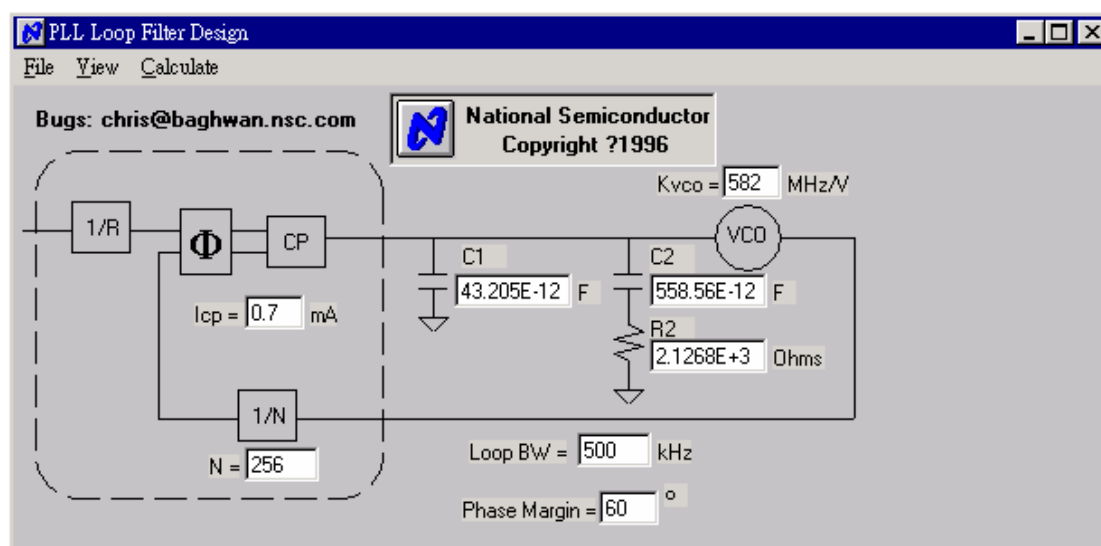 PLL Loop Filter Design
File View Calculate
Bugs: chris@baghwan.nsc.com
National Semiconductor
Copyright ?1996
Kvco = 582 MHz/V
1/R
Φ
CP
VCO
C1
43.205E-12 F
C2
558.56E-12 F
Icp = 0.7 mA
R2
2.1268E+3 Ohms
1/N
N = 256
Loop BW = 500 kHz
Phase Margin = 60 °